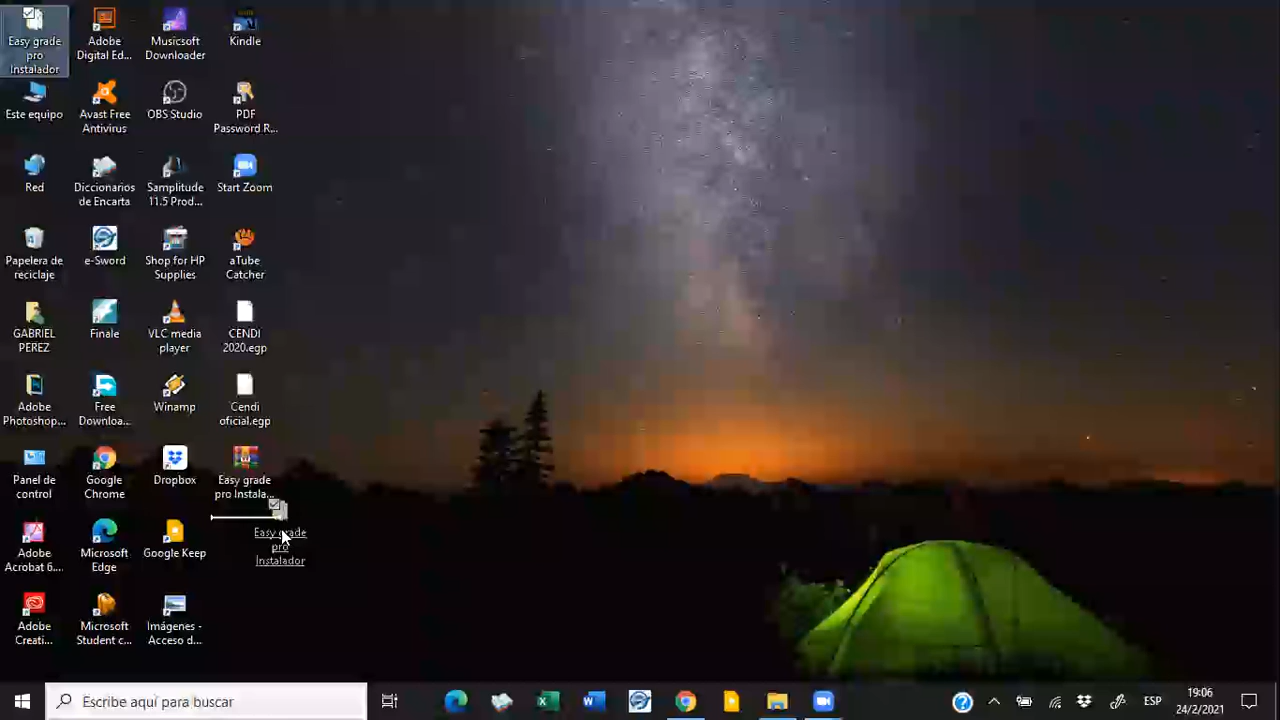 Easy grade
pro
Instalador
Adobe
Digital Ed...
Musicsoft
Downloader
Kindle
Este equipo
Avast Free
Antivirus
OBS Studio
PDF
Password R...
Red
Diccionarios
de Encarta
Samplitude
11.5 Prod...
Start Zoom
Papelera de
reciclaje
e-Sword
Shop for HP
Supplies
aTube
Catcher
GABRIEL
PEREZ
Finale
VLC media
player
CENDI
2020.egp
Adobe
Photoshop...
Free
Downloa...
Winamp
Cendi
oficial.egp
Panel de
control
Google
Chrome
Dropbox
Easy grade
pro Instala...
Easy grade
pro
Instalador
Adobe
Acrobat 6....
Microsoft
Edge
Google Keep
Adobe
Creati...
Microsoft
Student c...
Imágenes -
Acceso d...
Escribe aquí para buscar
ESP
19:06
24/2/2021